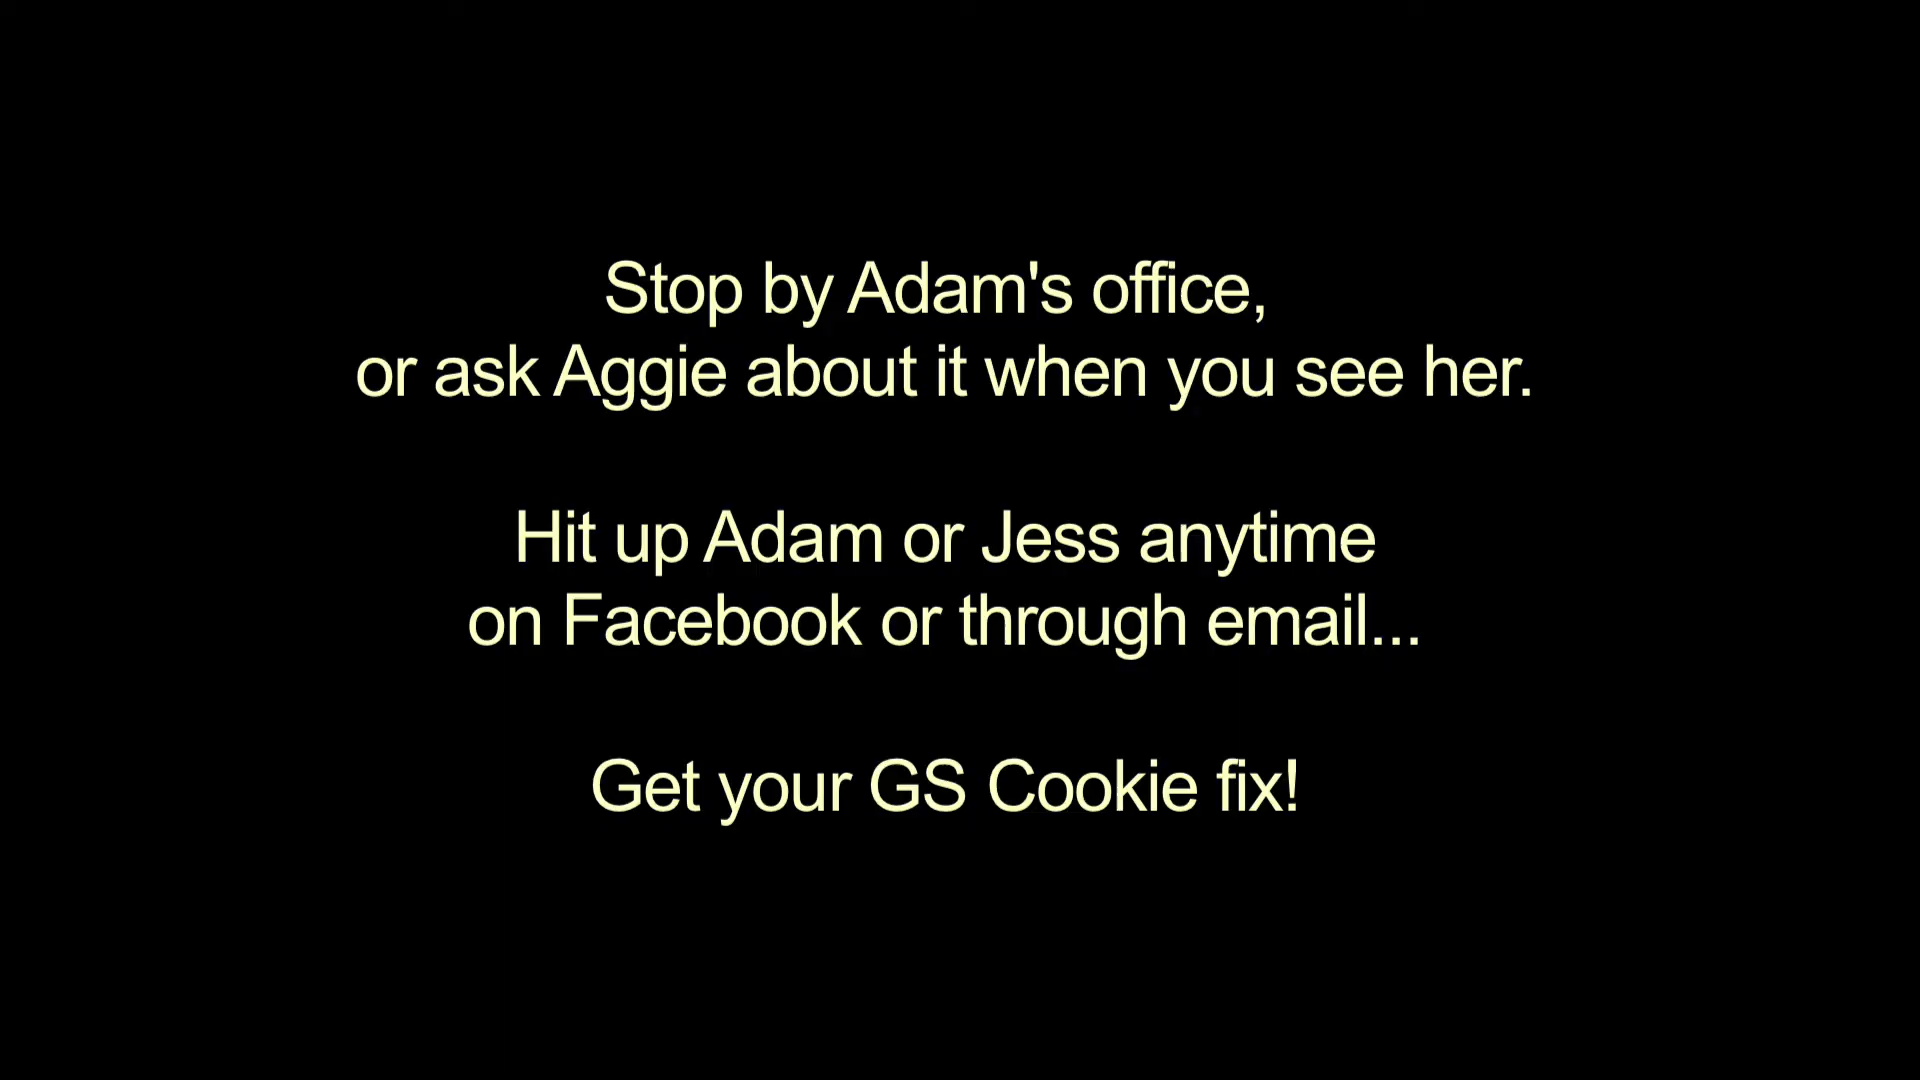 Stop by Adam's office,
or ask Aggie about it when you see her.
Hit up Adam or Jess anytime
on Facebook or through email...
Get your GS Cookie fix!